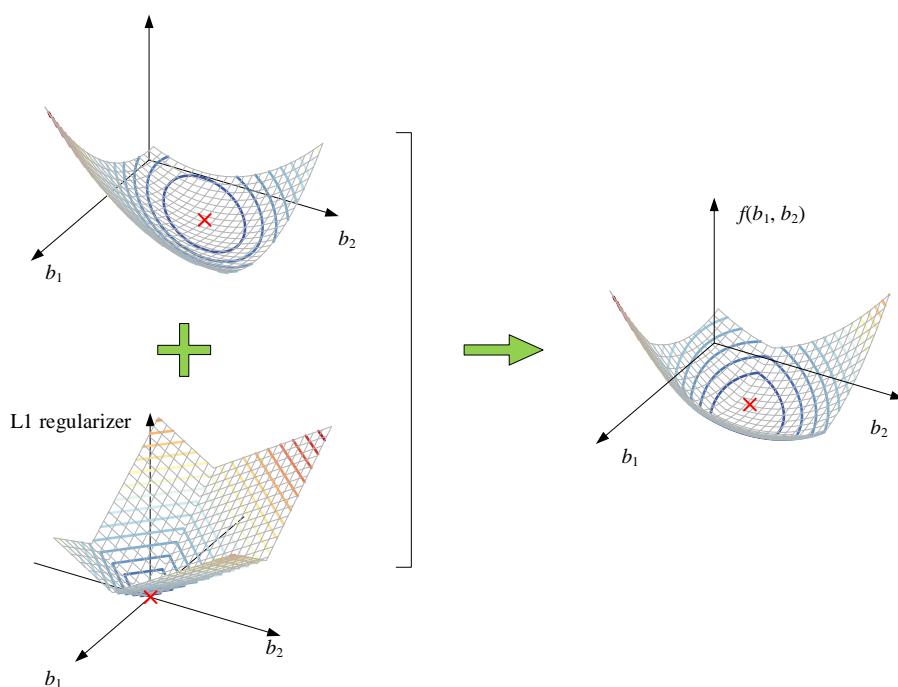 b₂
b₁
L1 regularizer
b₂
b₁
f(b₁, b₂)
b₂
b₁